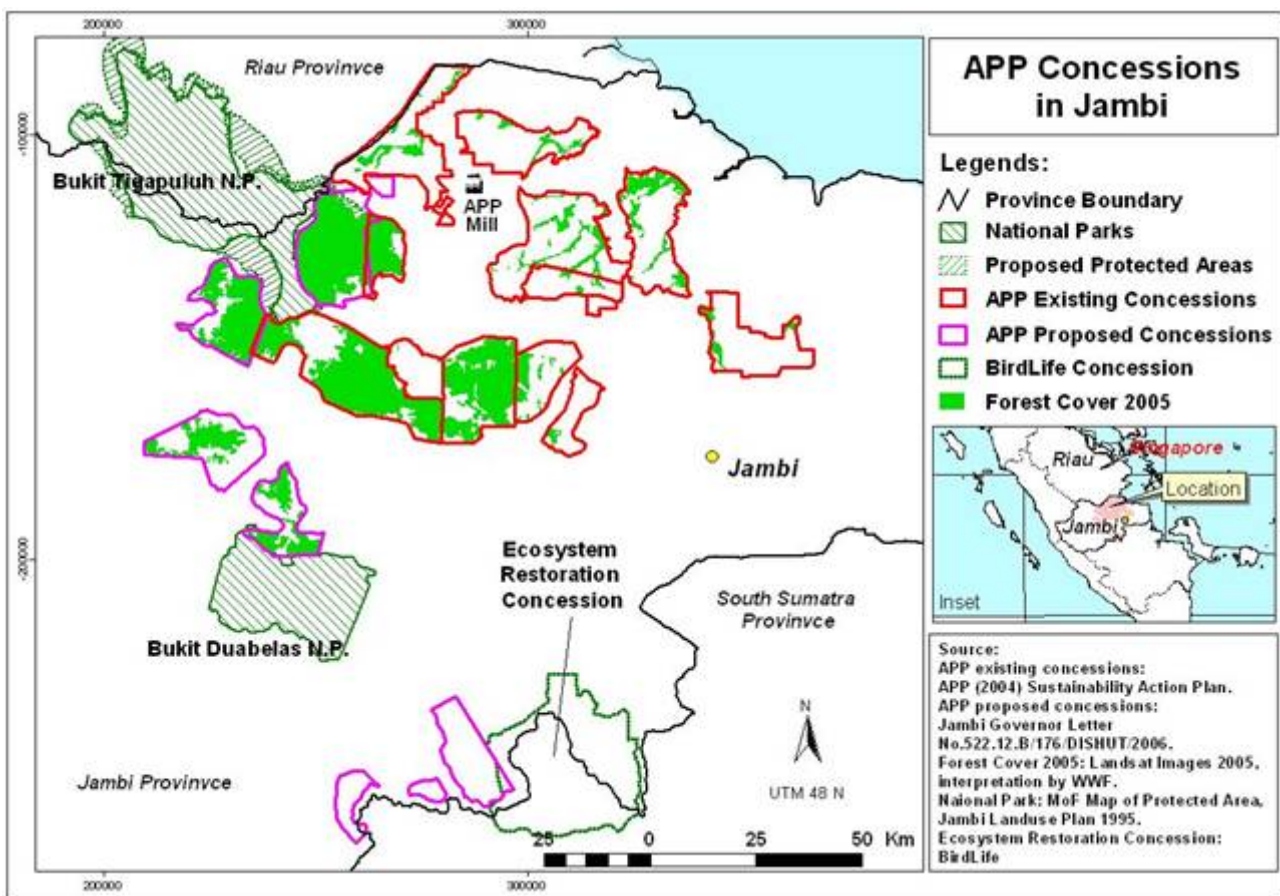 200000
300000
-100000
-200000
200000
300000
Riau Provinvce
Bukit Tigapuluh N.P.
APP
Mill
Jambi
Ecosystem
Restoration
Concession
South Sumatra
Provinvce
Bukit Duabelas N.P.
Jambi Provinvce
N
UTM 48 N
25
0
25
50
Km
APP Concessions
in Jambi
Legends:
Province Boundary
National Parks
Proposed Protected Areas
APP Existing Concessions
APP Proposed Concessions
BirdLife Concession
Forest Cover 2005
Singapore
Riau
Location
Jambi
Inset
Source:
APP existing concessions:
APP (2004) Sustainability Action Plan.
APP proposed concessions:
Jambi Governor Letter
No.522.12.B/176/DISHUT/2006.
Forest Cover 2005: Landsat Images 2005,
interpretation by WWF.
Naional Park: MoF Map of Protected Area,
Jambi Landuse Plan 1995.
Ecosystem Restoration Concession:
BirdLife